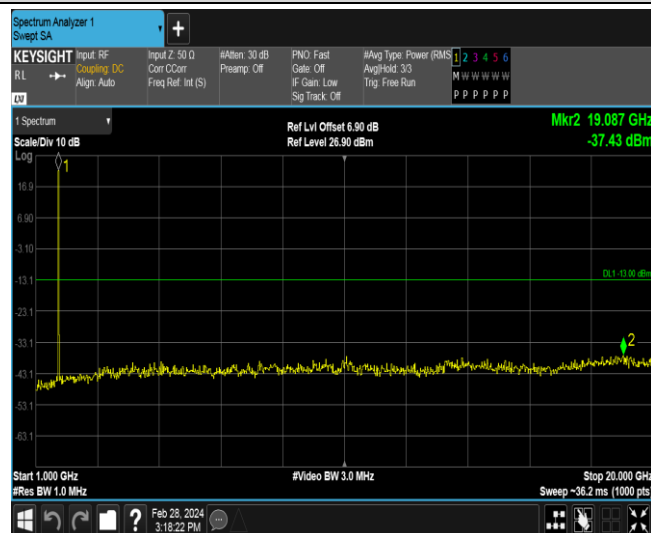 Spectrum Analyzer 1
Swept SA
+
KEYSIGHT
RL
Input: RF
Coupling: DC
Align: Auto
Input Z: 50 Ω
Corr CCorr
Freq Ref: Int (S)
#Atten: 30 dB
Preamp: Off
PNO: Fast
Gate: Off
IF Gain: Low
Sig Track: Off
#Avg Type: Power (RMS
Avg|Hold: 3/3
Trig: Free Run
1 2 3 4 5 6
M W W W W W
P P P P P P
1 Spectrum
Scale/Div 10 dB
Ref Lvl Offset 6.90 dB
Ref Level 26.90 dBm
Mkr2 19.087 GHz
-37.43 dBm
Log
1
16.9
6.90
-3.10
-13.1
DL1 -13.00 dBm
-23.1
-33.1
2
-43.1
-53.1
-63.1
Start 1.000 GHz
#Res BW 1.0 MHz
#Video BW 3.0 MHz
Stop 20.000 GHz
Sweep ~36.2 ms (1000 pts)
?
Feb 28, 2024
3:18:22 PM